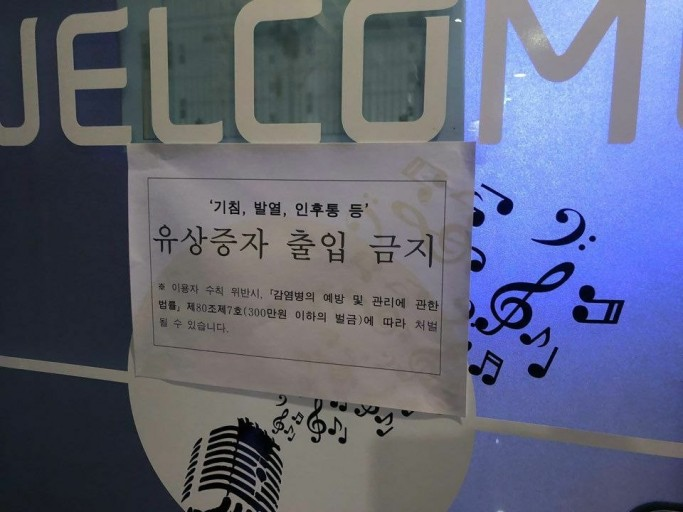 WELCOM
'기침, 발열, 인후통 등'
유상증자 출입 금지
※ 이용자 수칙 위반시, 「감염병의 예방 및 관리에 관한
법률」 제80조제7호(300만원 이하의 벌금)에 따라 처벌
될 수 있습니다.